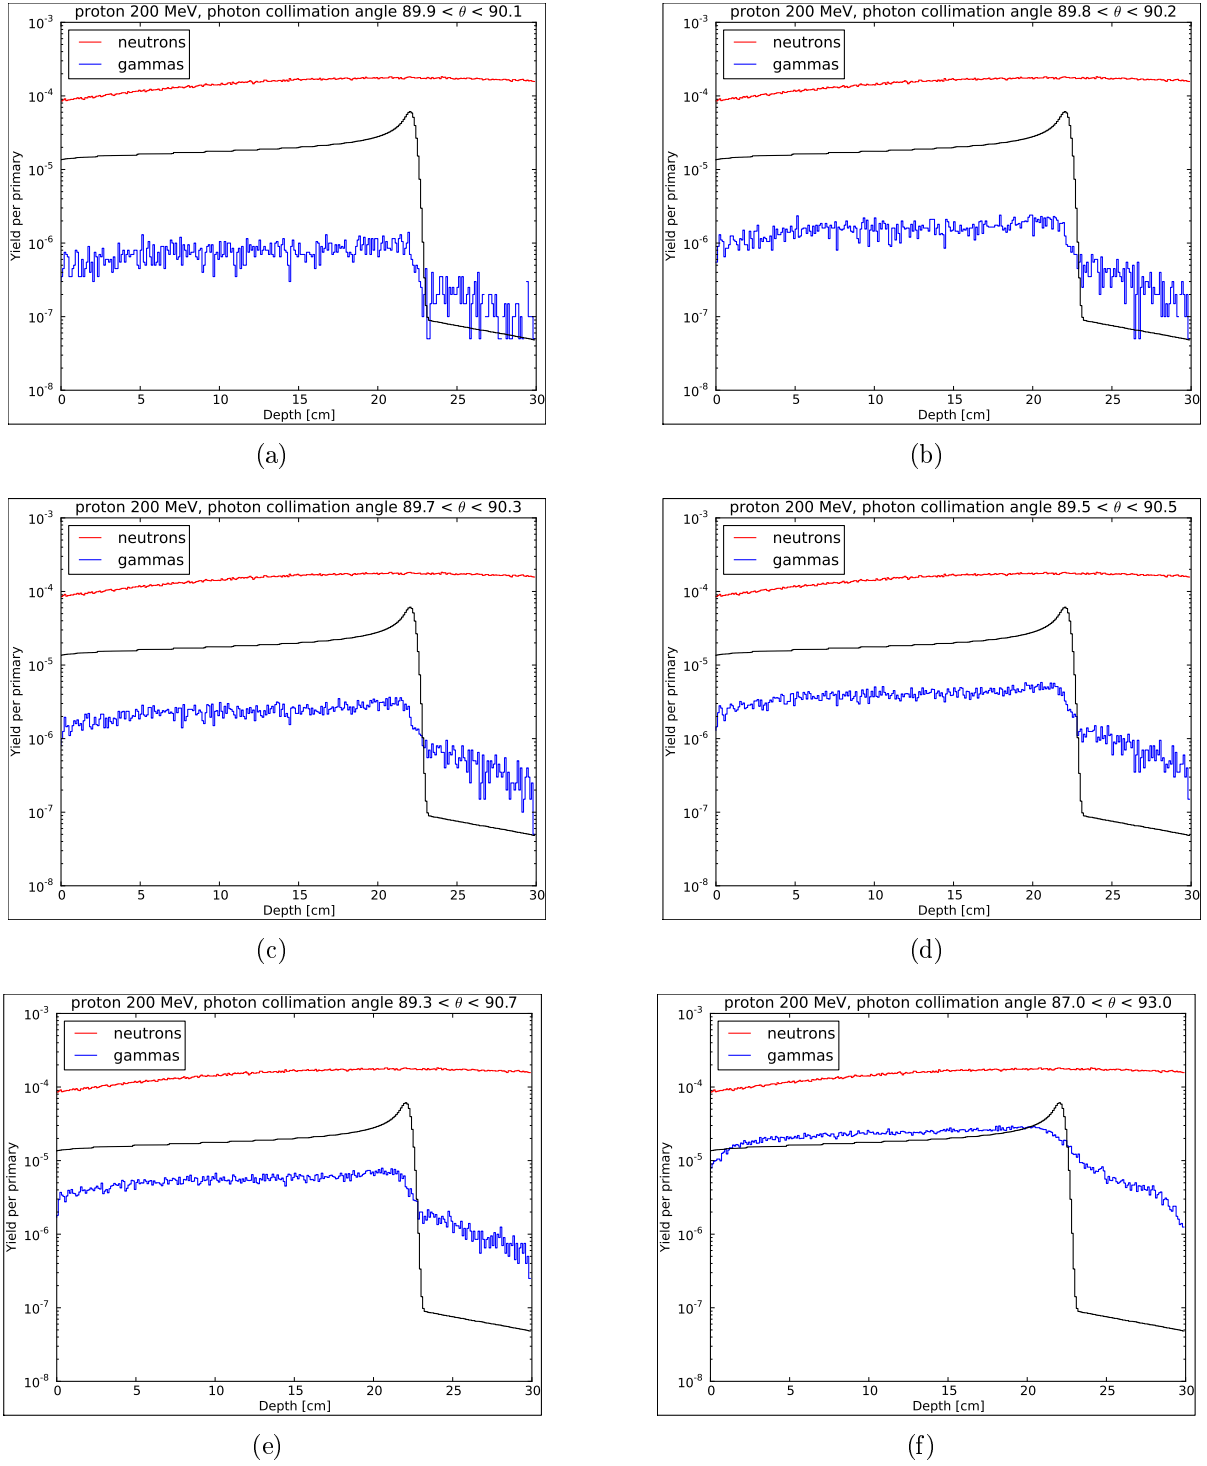 proton 200 MeV, photon collimation angle 89.9 < θ < 90.1
neutrons
gammas
Yield per primary
10^-3
10^-4
10^-5
10^-6
10^-7
10^-8
0 5 10 15 20 25 30
Depth [cm]
(a)
proton 200 MeV, photon collimation angle 89.8 < θ < 90.2
neutrons
gammas
Yield per primary
10^-3
10^-4
10^-5
10^-6
10^-7
10^-8
0 5 10 15 20 25 30
Depth [cm]
(b)
proton 200 MeV, photon collimation angle 89.7 < θ < 90.3
neutrons
gammas
Yield per primary
10^-3
10^-4
10^-5
10^-6
10^-7
10^-8
0 5 10 15 20 25 30
Depth [cm]
(c)
proton 200 MeV, photon collimation angle 89.5 < θ < 90.5
neutrons
gammas
Yield per primary
10^-3
10^-4
10^-5
10^-6
10^-7
10^-8
0 5 10 15 20 25 30
Depth [cm]
(d)
proton 200 MeV, photon collimation angle 89.3 < θ < 90.7
neutrons
gammas
Yield per primary
10^-3
10^-4
10^-5
10^-6
10^-7
10^-8
0 5 10 15 20 25 30
Depth [cm]
(e)
proton 200 MeV, photon collimation angle 87.0 < θ < 93.0
neutrons
gammas
Yield per primary
10^-3
10^-4
10^-5
10^-6
10^-7
10^-8
0 5 10 15 20 25 30
Depth [cm]
(f)